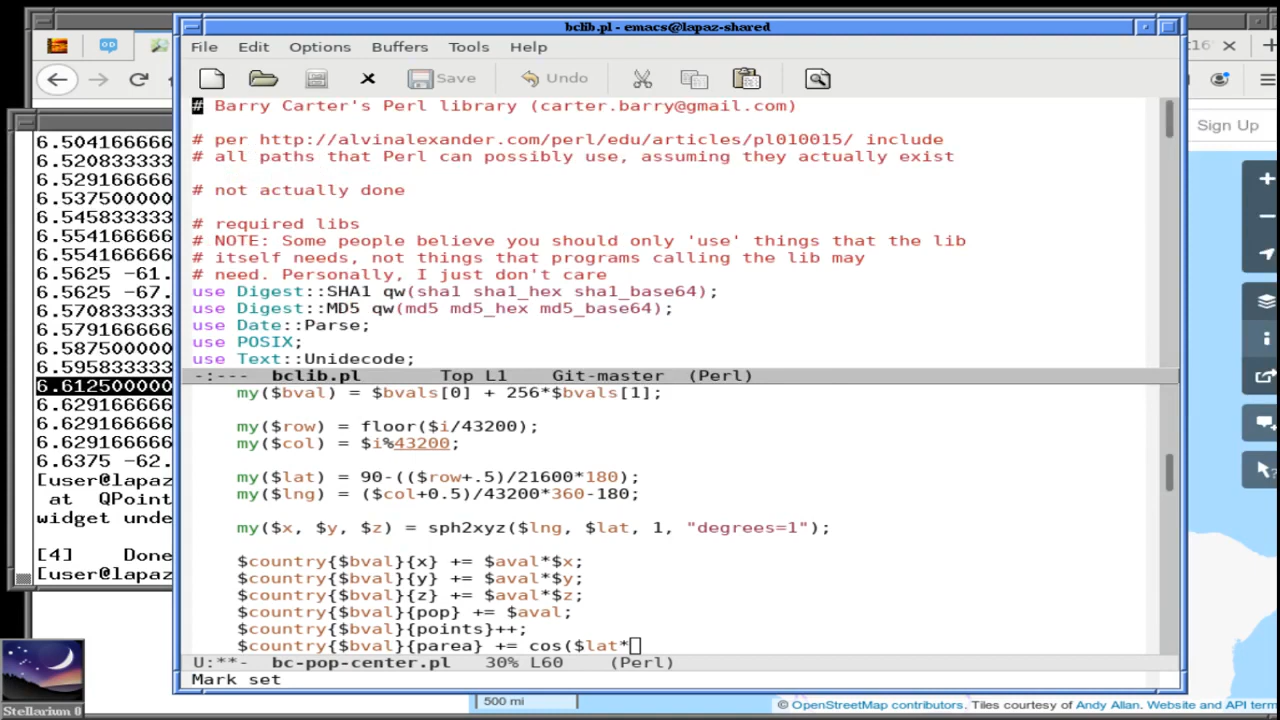 bclib.pl - emacs@lapaz-shared
File Edit Options Buffers Tools Help
Save Undo
# Barry Carter's Perl library (carter.barry@gmail.com)
# per http://alvinalexander.com/perl/edu/articles/pl010015/ include
# all paths that Perl can possibly use, assuming they actually exist
# not actually done
# required libs
# NOTE: Some people believe you should only 'use' things that the lib
# itself needs, not things that programs calling the lib may
# need. Personally, I just don't care
use Digest::SHA1 qw(sha1 sha1_hex sha1_base64);
use Digest::MD5 qw(md5 md5_hex md5_base64);
use Date::Parse;
use POSIX;
use Text::Unidecode;
-:--- bclib.pl Top L1 Git-master (Perl)
my($bval) = $bvals[0] + 256*$bvals[1];
my($row) = floor($i/43200);
my($col) = $i%43200;
my($lat) = 90-(($row+.5)/21600*180);
my($lng) = ($col+0.5)/43200*360-180;
my($x, $y, $z) = sph2xyz($lng, $lat, 1, "degrees=1");
$country{$bval}{x} += $aval*$x;
$country{$bval}{y} += $aval*$y;
$country{$bval}{z} += $aval*$z;
$country{$bval}{pop} += $aval;
$country{$bval}{points}++;
$country{$bval}{parea} += cos($lat*
U:**- bc-pop-center.pl 30% L60 (Perl)
Mark set
6.504166666
6.520833333
6.529166666
6.537500000
6.545833333
6.554166666
6.554166666
6.5625 -61.
6.5625 -67.
6.570833333
6.579166666
6.587500000
6.595833333
6.612500000
6.629166666
6.629166666
6.629166666
6.6375 -62.
[user@lapaz
at QPoint
widget unde
[4] Done
[user@lapaz
Sign Up
500 mi
© OpenStreetMap contributors. Tiles courtesy of Andy Allan. Website and API term
Stellarium 0